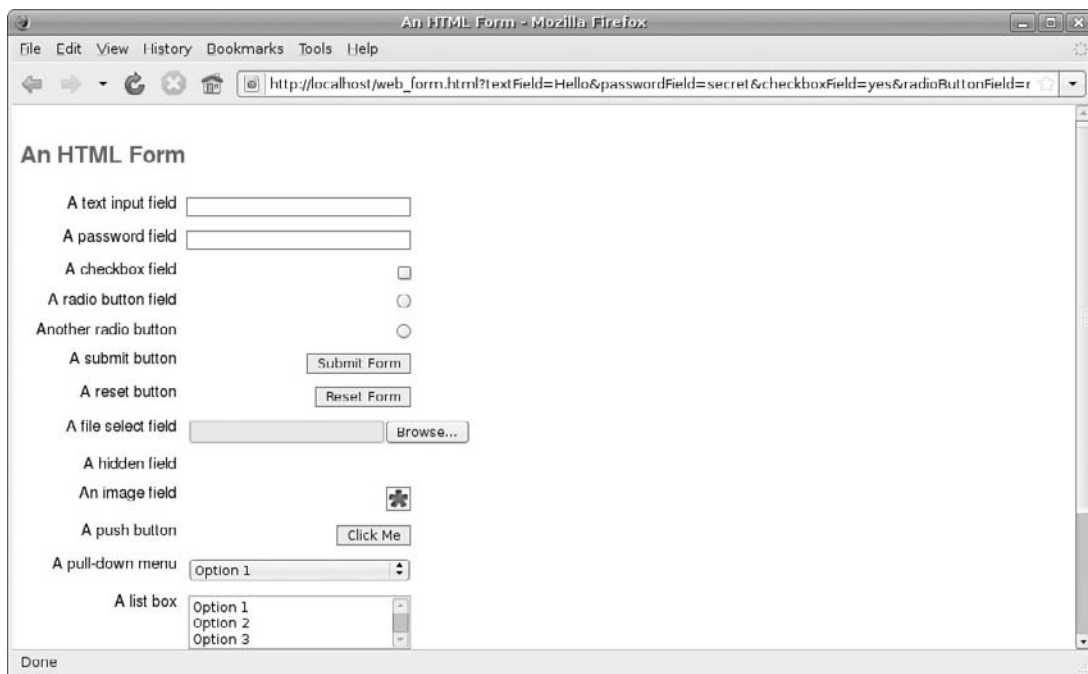 An HTML Form - Mozilla Firefox
File Edit View History Bookmarks Tools Help
http://localhost/web_form.html?textField=Hello&passwordField=secret&checkboxField=yes&radioButtonField=r
An HTML Form
A text input field
A password field
A checkbox field
A radio button field
Another radio button
A submit button Submit Form
A reset button Reset Form
A file select field Browse...
A hidden field
An image field
A push button Click Me
A pull-down menu Option 1
A list box Option 1
Option 2
Option 3
Done